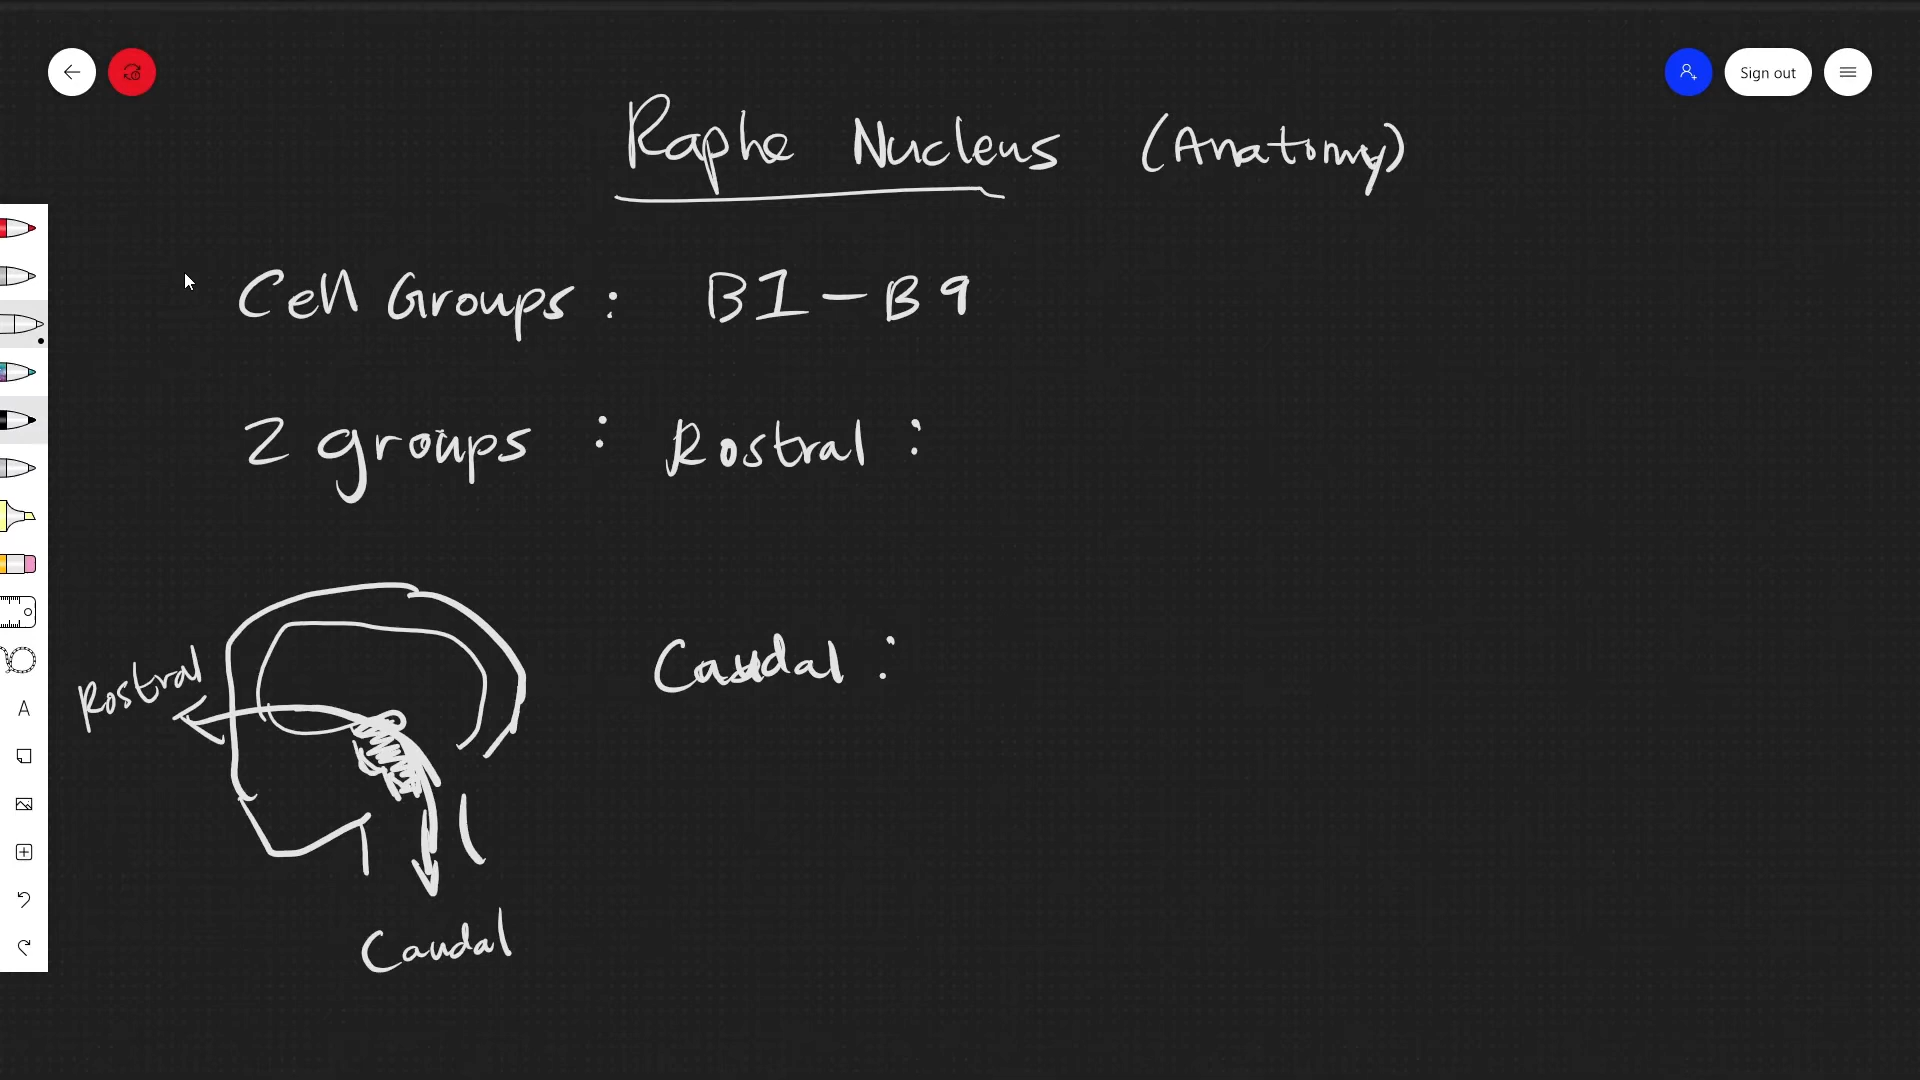 Sign out
Raphe Nucleus (Anatomy)
Cell Groups : B1 – B9
2 groups : Rostral :
Caudal :
Rostral
Caudal
A